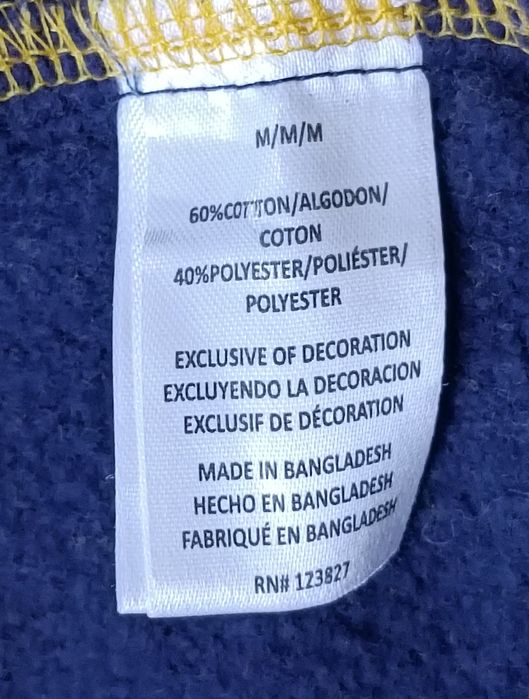 M/M/M
60%COTTON/ALGODON/
COTON
40%POLYESTER/POLIÉSTER/
POLYESTER
EXCLUSIVE OF DECORATION
EXCLUYENDO LA DECORACION
EXCLUSIF DE DÉCORATION
MADE IN BANGLADESH
HECHO EN BANGLADESH
FABRIQUÉ EN BANGLADESH
RN# 123827